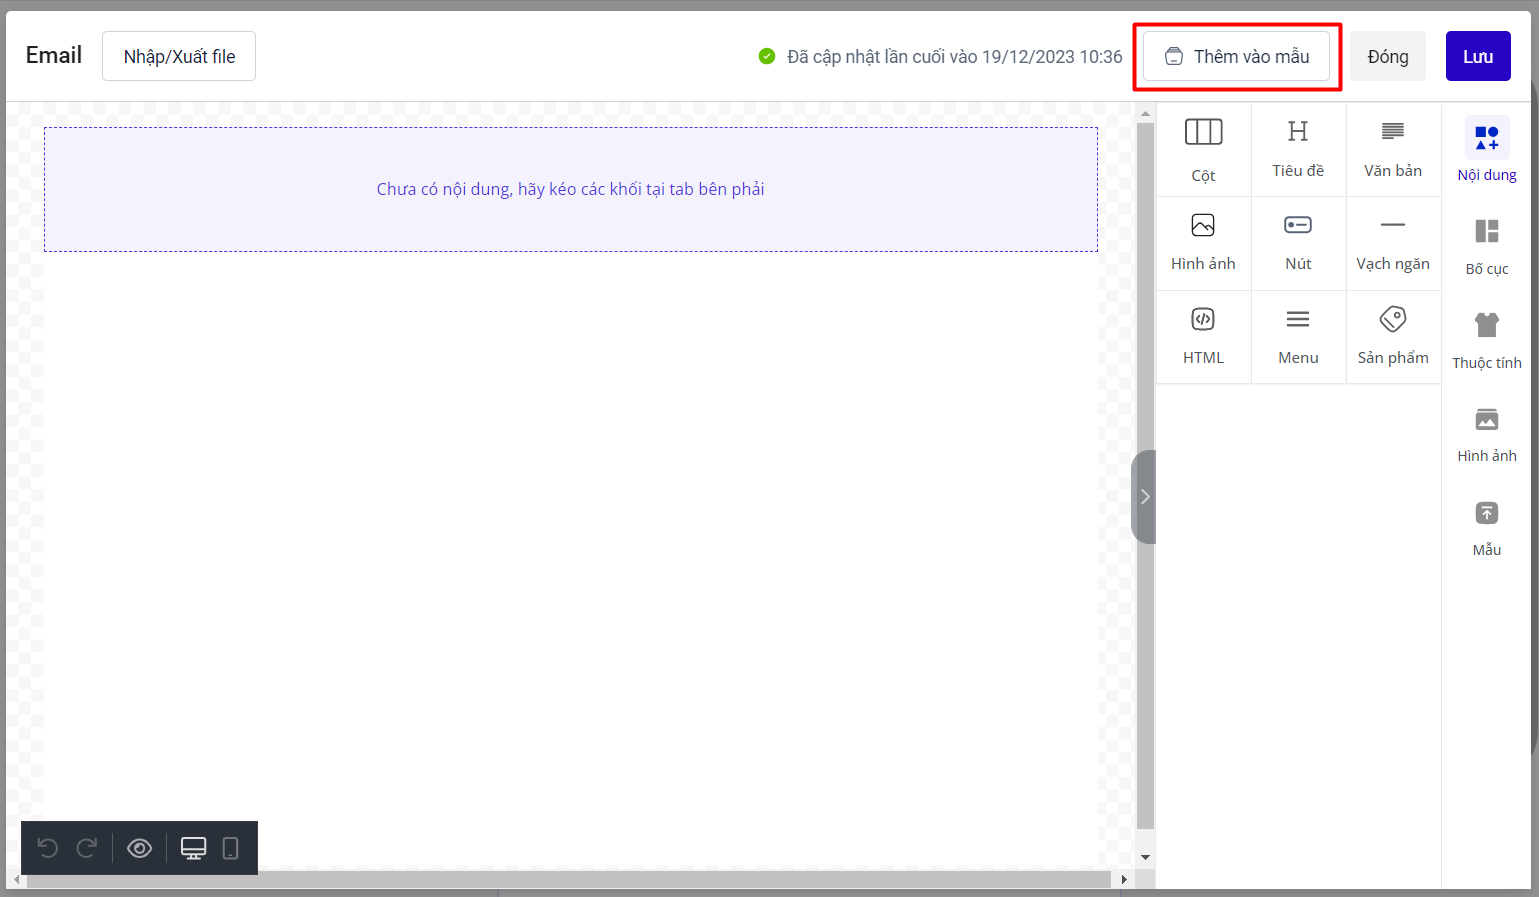 Email
Nhập/Xuất file
Đã cập nhật lần cuối vào 19/12/2023 10:36
Thêm vào mẫu
Đóng
Lưu
Chưa có nội dung, hãy kéo các khối tại tab bên phải
Cột
Tiêu đề
Văn bản
Hình ảnh
Nút
Vạch ngăn
HTML
Menu
Sản phẩm
Nội dung
Bố cục
Thuộc tính
Hình ảnh
Mẫu